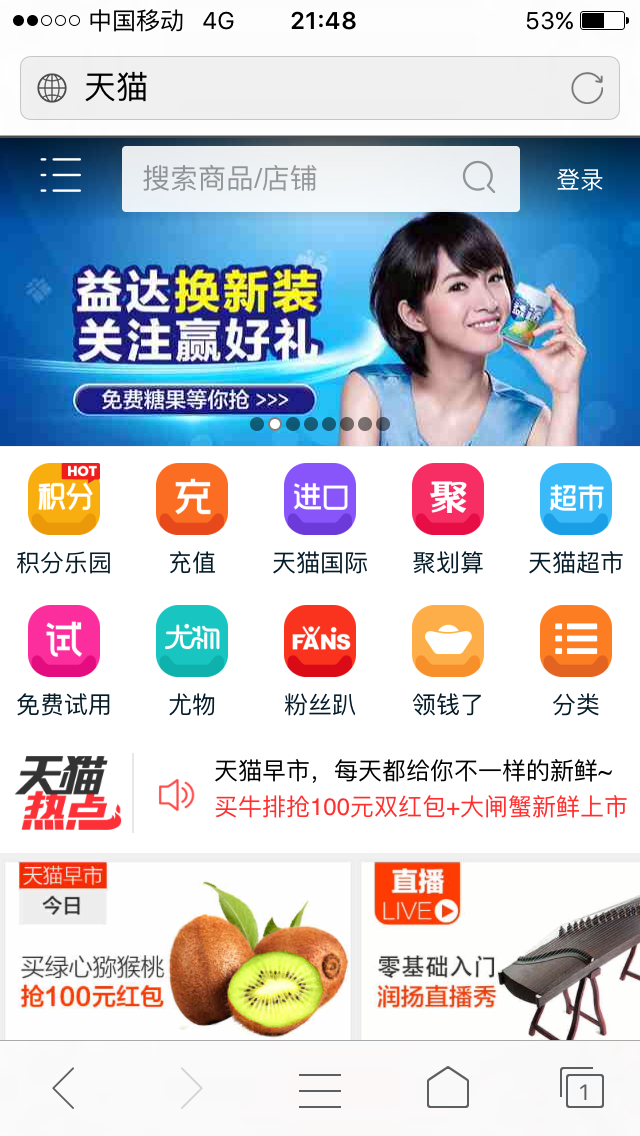 中国移动 4G 21:48 53%
天猫
搜索商品/店铺 登录
益达换新装
关注赢好礼
免费糖果等你抢 >>>
益达
HOT
积分 充 进口 聚 超市
积分乐园 充值 天猫国际 聚划算 天猫超市
试 尤物 FANS
免费试用 尤物 粉丝趴 领钱了 分类
天猫
热点
天猫早市，每天都给你不一样的新鲜~
买牛排抢100元双红包+大闸蟹新鲜上市
天猫早市
今日
买绿心猕猴桃
抢100元红包
直播
LIVE
零基础入门
润扬直播秀
1